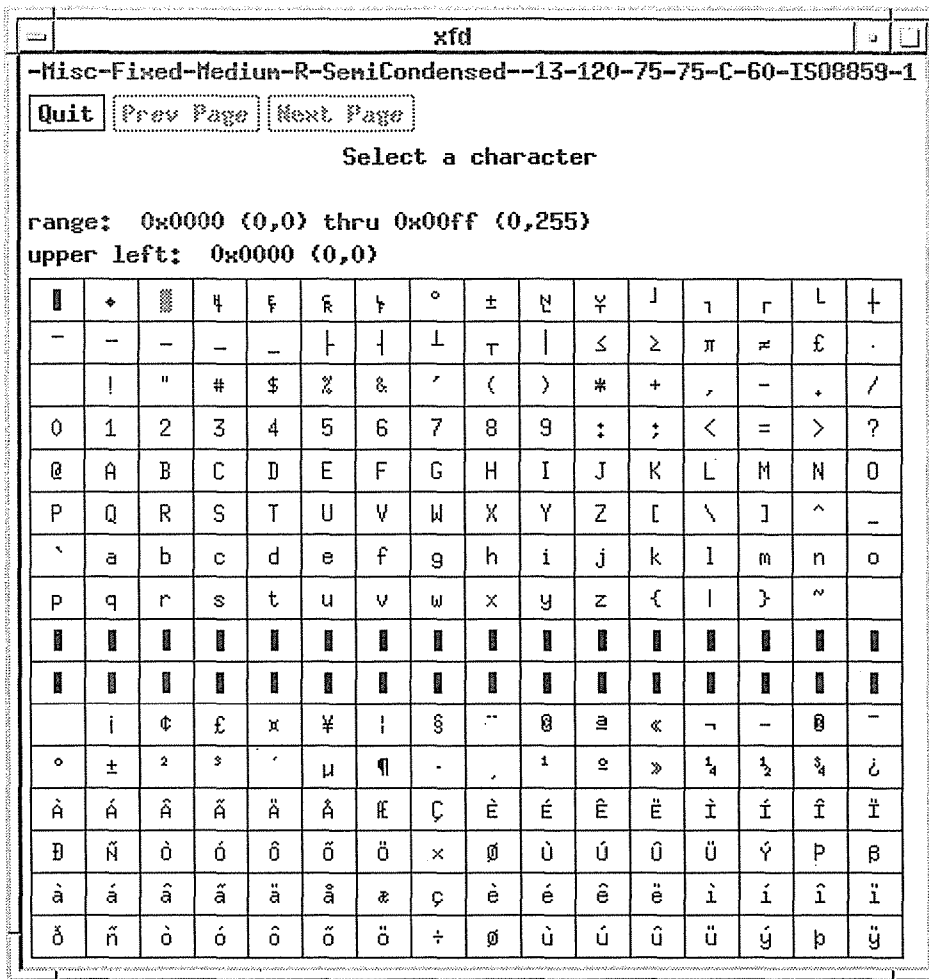 xfd
-Misc-Fixed-Medium-R-SemiCondensed--13-120-75-75-C-60-ISO8859-1
Quit Prev Page Next Page
Select a character
range: 0x0000 (0,0) thru 0x00ff (0,255)
upper left: 0x0000 (0,0)
♦ ▒ ␉ ␌ ␍ ␊ ° ± ␤ ␋ ┘ ┐ ┌ └ ┼
⎺ ⎻ ─ ⎼ ⎽ ├ ┤ ┴ ┬ │ ≤ ≥ π ≠ £ ·
! " # $ % & ' ( ) * + , - . /
0 1 2 3 4 5 6 7 8 9 : ; < = > ?
@ A B C D E F G H I J K L M N O
P Q R S T U V W X Y Z [ \ ] ^ _
` a b c d e f g h i j k l m n o
p q r s t u v w x y z { | } ~
¡ ¢ £ ¤ ¥ ¦ § ¨ © ª « ¬ - ® ¯
° ± ² ³ ´ µ ¶ · ¸ ¹ º » ¼ ½ ¾ ¿
À Á Â Ã Ä Å Æ Ç È É Ê Ë Ì Í Î Ï
Ð Ñ Ò Ó Ô Õ Ö × Ø Ù Ú Û Ü Ý Þ ß
à á â ã ä å æ ç è é ê ë ì í î ï
ð ñ ò ó ô õ ö ÷ ø ù ú û ü ý þ ÿ